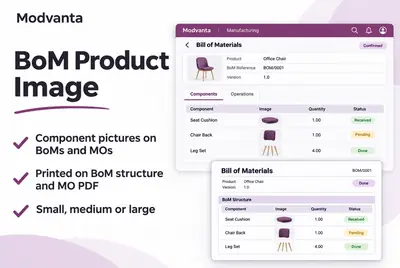 Modvanta
BoM Product
Image
Component pictures on
BoMs and MOs
Printed on BoM structure
and MO PDF
Small, medium or large
Modvanta
Manufacturing
Bill of Materials
Confirmed
Product Office Chair
BoM Reference BOM/0001
Version 1.0
Components Operations
Component Image Quantity Status
Seat Cushion 1.00 Received
Chair Back 1.00 Pending
Leg Set 4.00 Done
Bill of Materials BOM/0001
Product Office Chair Done
Version 1.0
BoM Structure
Component Image Quantity Status
Seat Cushion 1.00 Received
Chair Back 1.00 Pending
Leg Set 4.00 Done